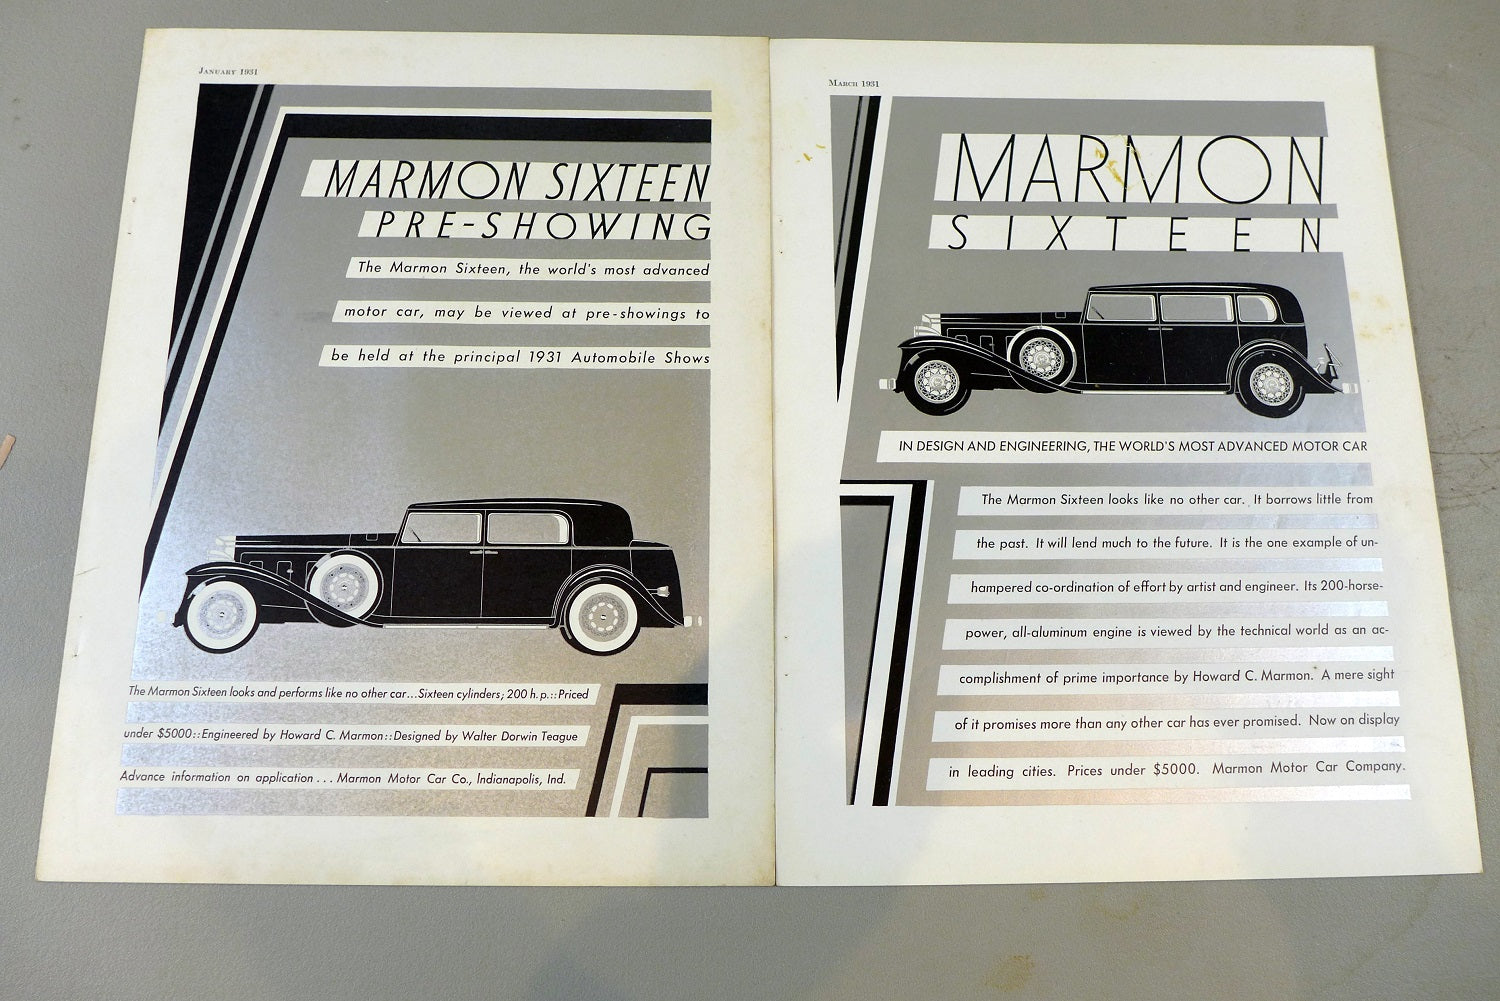 JANUARY 1931
MARMON SIXTEEN
PRE-SHOWING
The Marmon Sixteen, the world's most advanced
motor car, may be viewed at pre-showings to
be held at the principal 1931 Automobile Shows
The Marmon Sixteen looks and performs like no other car...Sixteen cylinders; 200 h.p.::Priced
under $5000::Engineered by Howard C. Marmon::Designed by Walter Dorwin Teague
Advance information on application... Marmon Motor Car Co., Indianapolis, Ind.
MARCH 1931
MARMON
SIXTEEN
IN DESIGN AND ENGINEERING, THE WORLD'S MOST ADVANCED MOTOR CAR
The Marmon Sixteen looks like no other car. It borrows little from
the past. It will lend much to the future. It is the one example of un-
hampered co-ordination of effort by artist and engineer. Its 200-horse-
power, all-aluminum engine is viewed by the technical world as an ac-
complishment of prime importance by Howard C. Marmon. A mere sight
of it promises more than any other car has ever promised. Now on display
in leading cities. Prices under $5000. Marmon Motor Car Company.